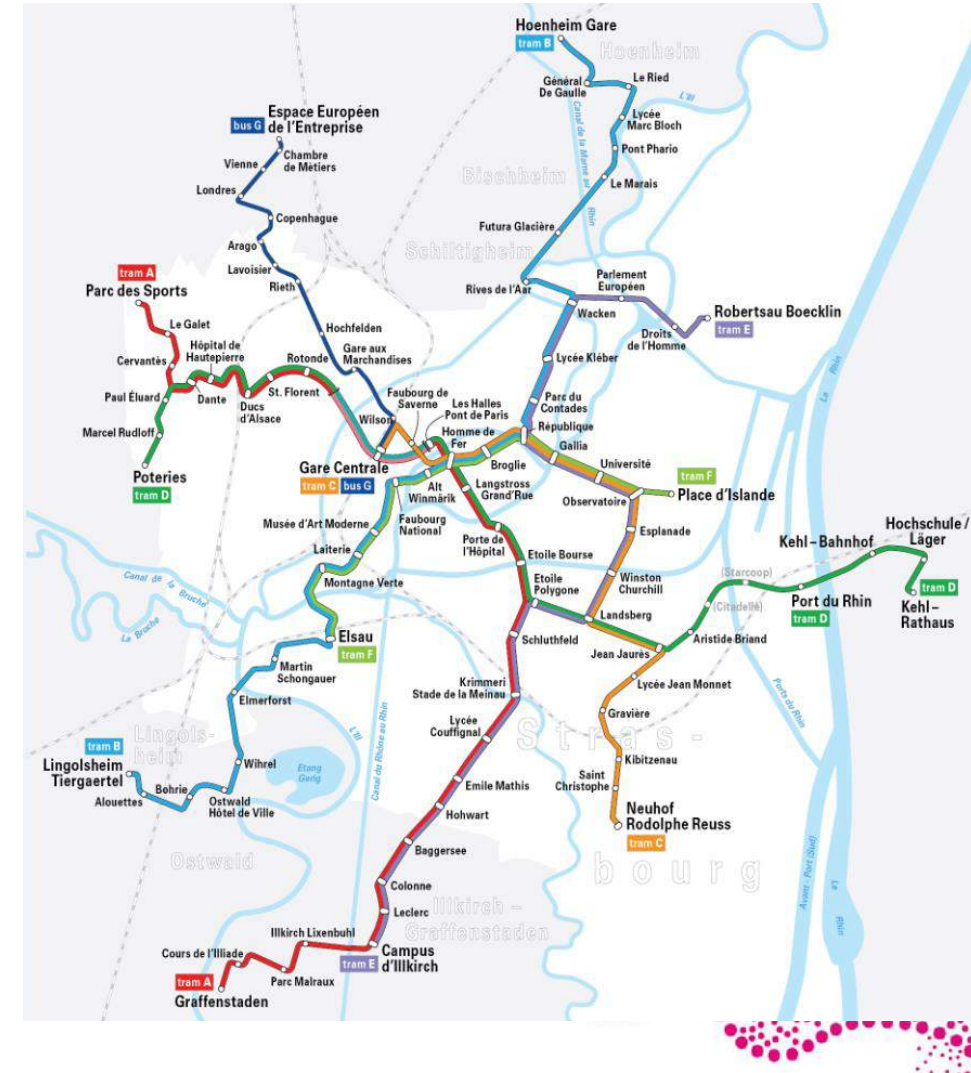 Hoenheim Gare
tram B
Hoenheim
Général
De Gaulle
Le Ried
L'Ill
Lycée
Marc Bloch
Canal de la Marne au
Rhin
Pont Phario
Bischheim
Le Marais
Futura Glacière
Schiltigheim
Rives de l'Aar
Espace Européen
de l'Entreprise
bus G
Chambre
de Métiers
Vienne
Londres
Copenhague
Arago
Lavoisier
Rieth
Hochfelden
Gare aux
Marchandises
Wilson
tram A
Parc des Sports
Le Galet
Cervantès
Hôpital de
Hautepierre
Rotonde
Paul Éluard
Dante
Ducs
d'Alsace
St. Florent
Marcel Rudloff
Poteries
tram D
Faubourg de
Saverne
Les Halles
Pont de Paris
Gare Centrale
tram C
bus G
Homme de
Fer
Parlement
Européen
Wacken
Robertsau Boecklin
tram E
Droits
de l'Homme
Lycée Kléber
Parc du
Contades
République
Gallia
Broglie
Université
tram F
Place d'Islande
Observatoire
Alt
Winmärik
Langstross
Grand'Rue
Faubourg
National
Musée d'Art Moderne
Laiterie
Montagne Verte
Porte de
l'Hôpital
Etoile Bourse
Etoile
Polygone
Esplanade
Winston
Churchill
Landsberg
Schluthfeld
Jean Jaurès
Aristide Briand
(Citadelle)
(Starcoop)
Port du Rhin
tram D
Kehl – Bahnhof
Hochschule /
Läger
tram D
Kehl –
Rathaus
Le Rhin
Canal de la Bruche
La Bruche
Elsau
tram F
Martin
Schongauer
Elmerforst
Lingols-
heim
tram B
Lingolsheim
Tiergaertel
Wihrel
Alouettes
Bohrie
Ostwald
Hôtel de Ville
Etang
Gerig
L'Ill
Canal du Rhône au Rhin
Ostwald
Krimmeri
Stade de la Meinau
Lycée
Couffignal
Emile Mathis
Hohwart
Baggersee
Colonne
Leclerc
Illkirch –
Graffenstaden
Campus
d'Illkirch
tram E
Illkirch Lixenbuhl
Cours de l'Illiade
Parc Malraux
tram A
Graffenstaden
Lycée Jean Monnet
Gravière
Kibitzenau
Saint
Christophe
Neuhof
Rodolphe Reuss
tram C
Stras-
bourg
Ports du Rhin
Avant - Port (Sud)
Le
Rhin